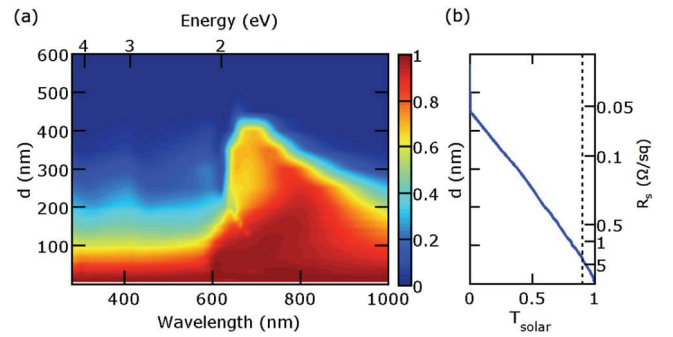 (a)
Energy (eV)
4 3 2
600
500
400
300
200
100
d (nm)
400 600 800 1000
Wavelength (nm)
1
0.8
0.6
0.4
0.2
0
(b)
d (nm)
0 0.5 1
T_solar
0.05
0.1
0.5
1
5
R_s (Ω/sq)